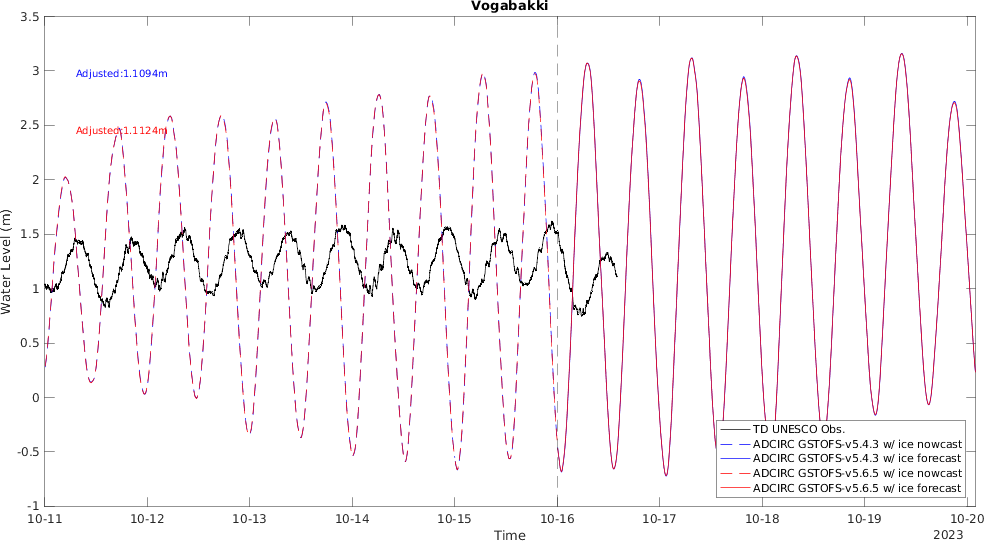 Vogabakki
3.5
3
2.5
2
1.5
1
0.5
0
-0.5
-1
Water Level (m)
Adjusted:1.1094m
Adjusted:1.1124m
TD UNESCO Obs.
ADCIRC GSTOFS-v5.4.3 w/ ice nowcast
ADCIRC GSTOFS-v5.4.3 w/ ice forecast
ADCIRC GSTOFS-v5.6.5 w/ ice nowcast
ADCIRC GSTOFS-v5.6.5 w/ ice forecast
10-11 10-12 10-13 10-14 10-15 10-16 10-17 10-18 10-19 10-20
Time
2023